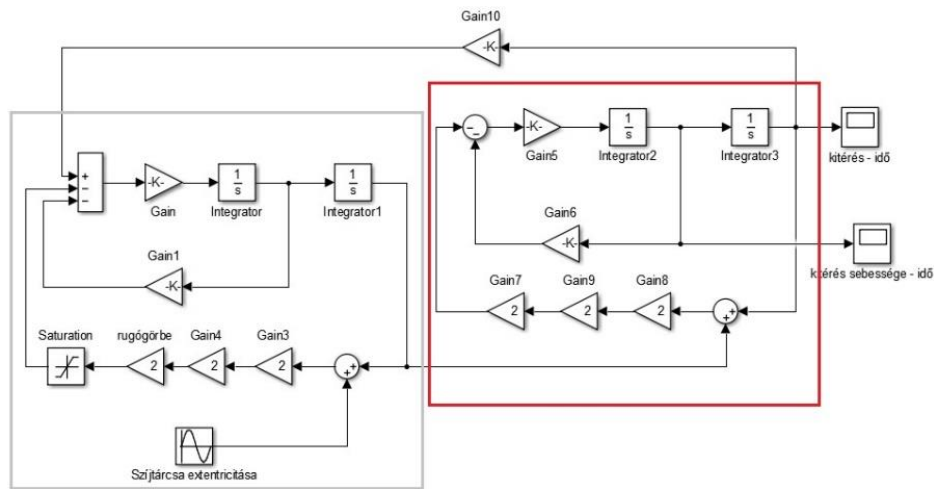 Gain10
-K-
-K-
Gain5
1
s
Integrator2
1
s
Integrator3
kitérés - idő
+
-K-
Gain
1
s
Integrator
1
s
Integrator1
Gain6
-K-
kitérés sebessége - idő
Gain1
-K-
Gain7
2
Gain9
2
Gain8
2
+
+
Saturation
rugógörbe
2
Gain4
2
Gain3
2
+
+
Szíjtárcsa extentricitása